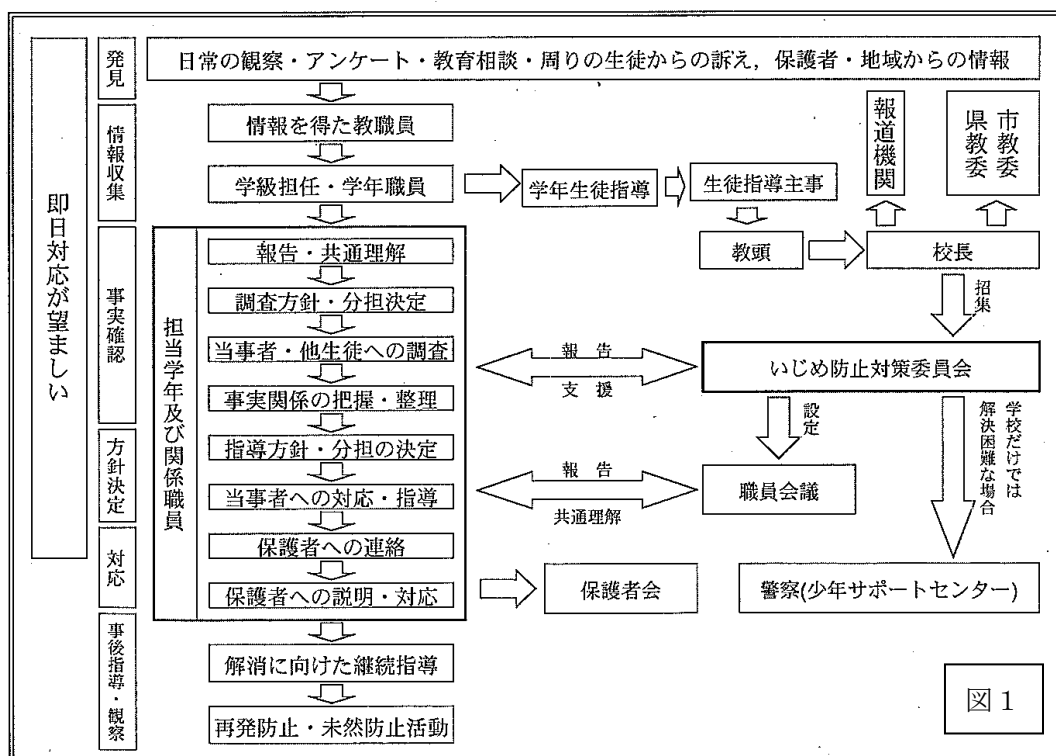 即日対応が望ましい
発見
情報収集
事実確認
方針決定
対応
事後指導・観察
日常の観察・アンケート・教育相談・周りの生徒からの訴え，保護者・地域からの情報
情報を得た教職員
学級担任・学年職員
学年生徒指導
生徒指導主事
教頭
校長
報道機関
市教委
県教委
担当学年及び関係職員
報告・共通理解
調査方針・分担決定
当事者・他生徒への調査
事実関係の把握・整理
指導方針・分担の決定
当事者への対応・指導
保護者への連絡
保護者への説明・対応
招集
報告
支援
いじめ防止対策委員会
設定
学校だけでは
解決困難な場合
報告
共通理解
職員会議
保護者会
警察(少年サポートセンター)
解消に向けた継続指導
再発防止・未然防止活動
図１